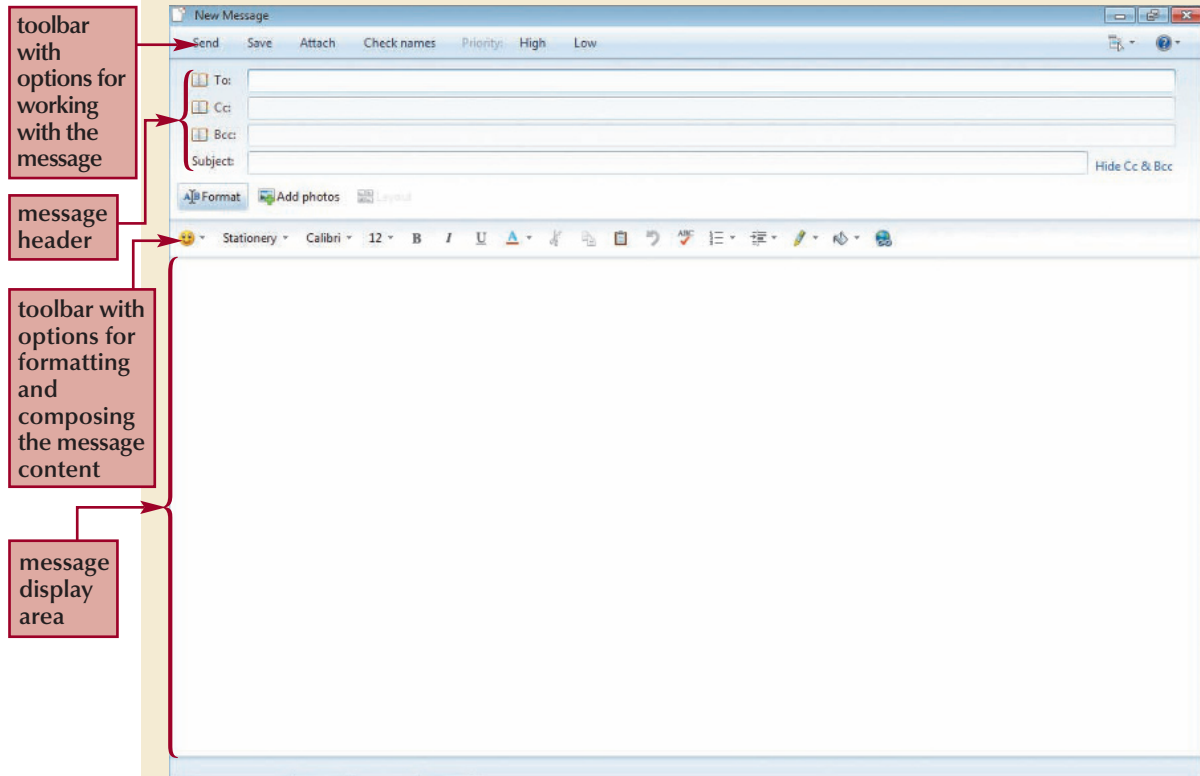 toolbar
with
options for
working
with the
message
message
header
toolbar with
options for
formatting
and
composing
the message
content
message
display
area
New Message
Send Save Attach Check names Priority: High Low
To:
Cc:
Bcc:
Subject:
Hide Cc & Bcc
Format Add photos Layout
Stationery Calibri 12 B I U A ABC